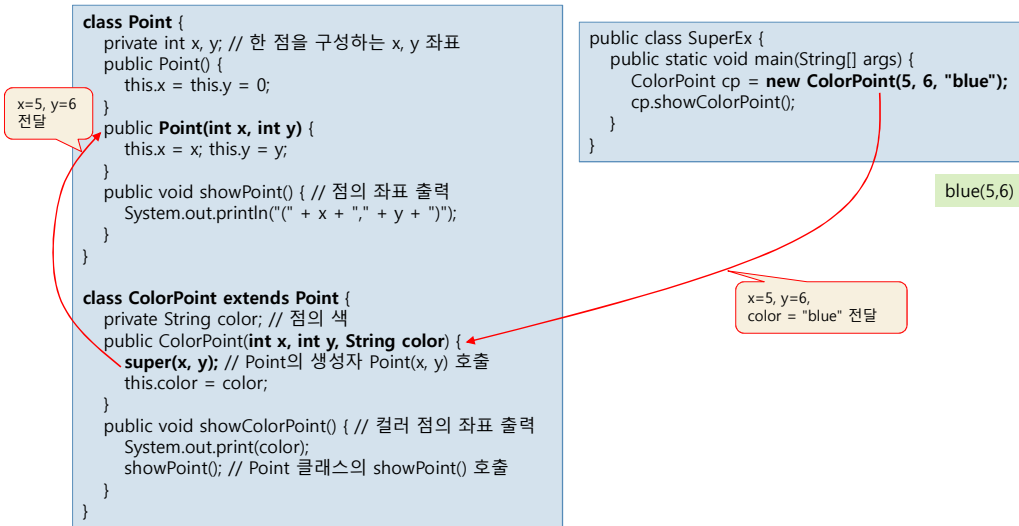 class Point {
private int x, y; // 한 점을 구성하는 x, y 좌표
public Point() {
this.x = this.y = 0;
}
public Point(int x, int y) {
this.x = x; this.y = y;
}
public void showPoint() { // 점의 좌표 출력
System.out.println("(" + x + "," + y + ")");
}
}
class ColorPoint extends Point {
private String color; // 점의 색
public ColorPoint(int x, int y, String color) {
super(x, y); // Point의 생성자 Point(x, y) 호출
this.color = color;
}
public void showColorPoint() { // 컬러 점의 좌표 출력
System.out.print(color);
showPoint(); // Point 클래스의 showPoint() 호출
}
}
x=5, y=6
전달
public class SuperEx {
public static void main(String[] args) {
ColorPoint cp = new ColorPoint(5, 6, "blue");
cp.showColorPoint();
}
}
blue(5,6)
x=5, y=6,
color = "blue" 전달